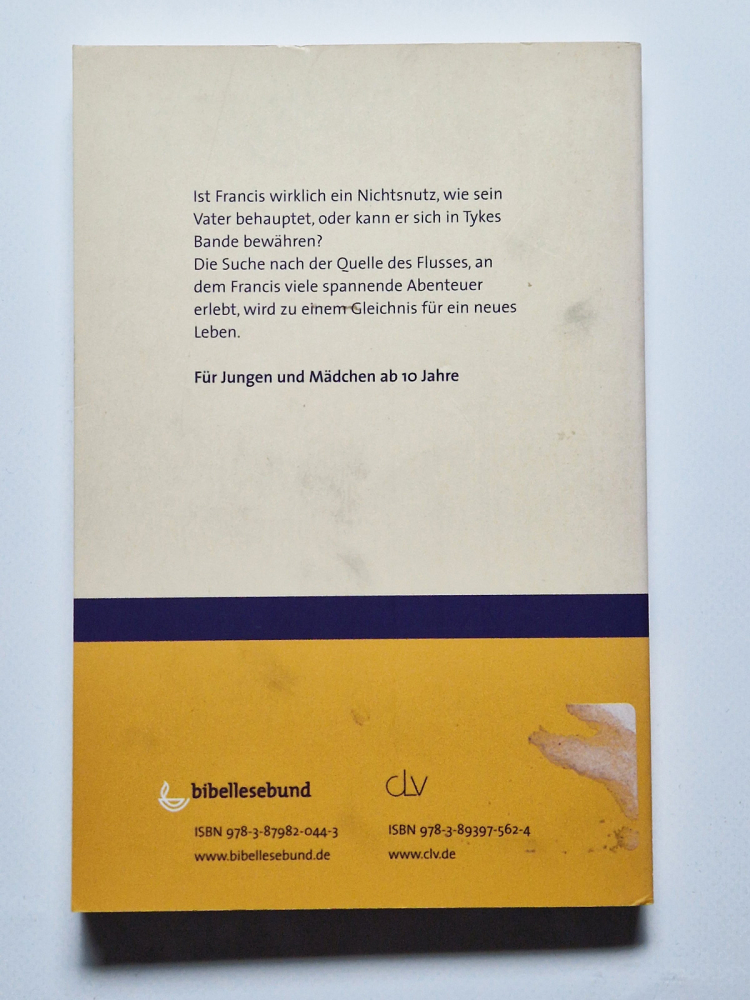 Ist Francis wirklich ein Nichtsnutz, wie sein
Vater behauptet, oder kann er sich in Tykes
Bande bewähren?
Die Suche nach der Quelle des Flusses, an
dem Francis viele spannende Abenteuer
erlebt, wird zu einem Gleichnis für ein neues
Leben.
Für Jungen und Mädchen ab 10 Jahre
bibellesebund
ISBN 978-3-87982-044-3
www.bibellesebund.de
clv
ISBN 978-3-89397-562-4
www.clv.de